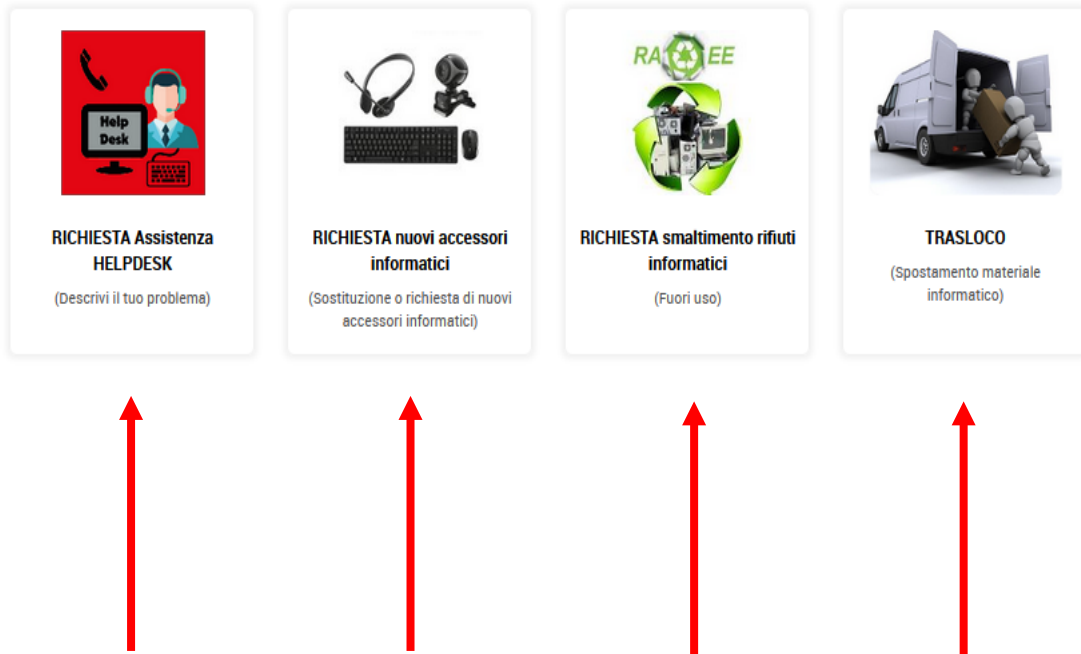 Help
Desk
RICHIESTA Assistenza
HELPDESK
(Descrivi il tuo problema)
RICHIESTA nuovi accessori
informatici
(Sostituzione o richiesta di nuovi
accessori informatici)
RA EE
RICHIESTA smaltimento rifiuti
informatici
(Fuori uso)
TRASLOCO
(Spostamento materiale
informatico)